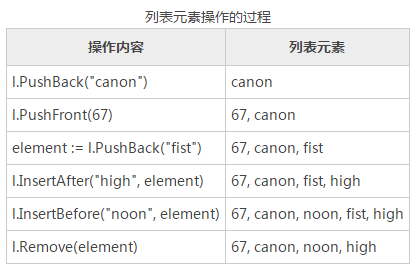 列表元素操作的过程
操作内容 列表元素
l.PushBack("canon") canon
l.PushFront(67) 67, canon
element := l.PushBack("fist") 67, canon, fist
l.InsertAfter("high", element) 67, canon, fist, high
l.InsertBefore("noon", element) 67, canon, noon, fist, high
l.Remove(element) 67, canon, noon, high